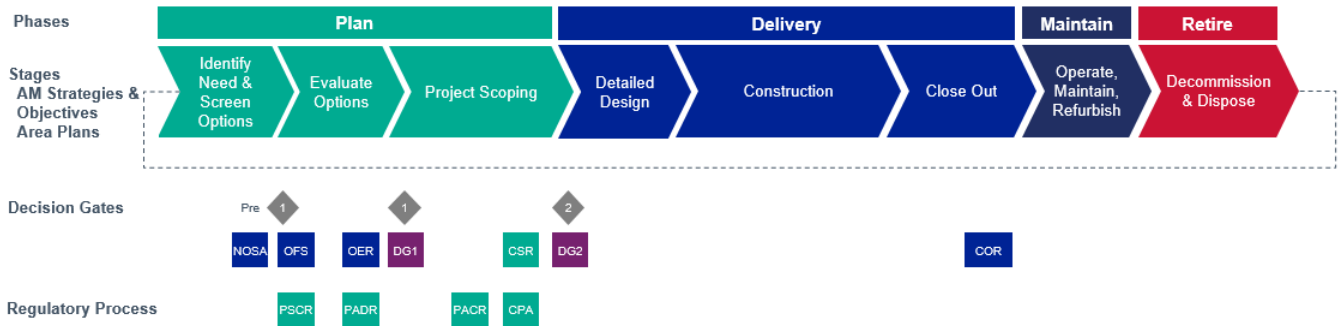 Phases
Plan
Delivery
Maintain
Retire
Stages
AM Strategies &
Objectives
Area Plans
Identify
Need &
Screen
Options
Evaluate
Options
Project Scoping
Detailed
Design
Construction
Close Out
Operate,
Maintain,
Refurbish
Decommission
& Dispose
Decision Gates
Pre
1
1
2
NOSA
OFS
OER
DG1
CSR
DG2
COR
Regulatory Process
PSCR
PADR
PACR
CPA